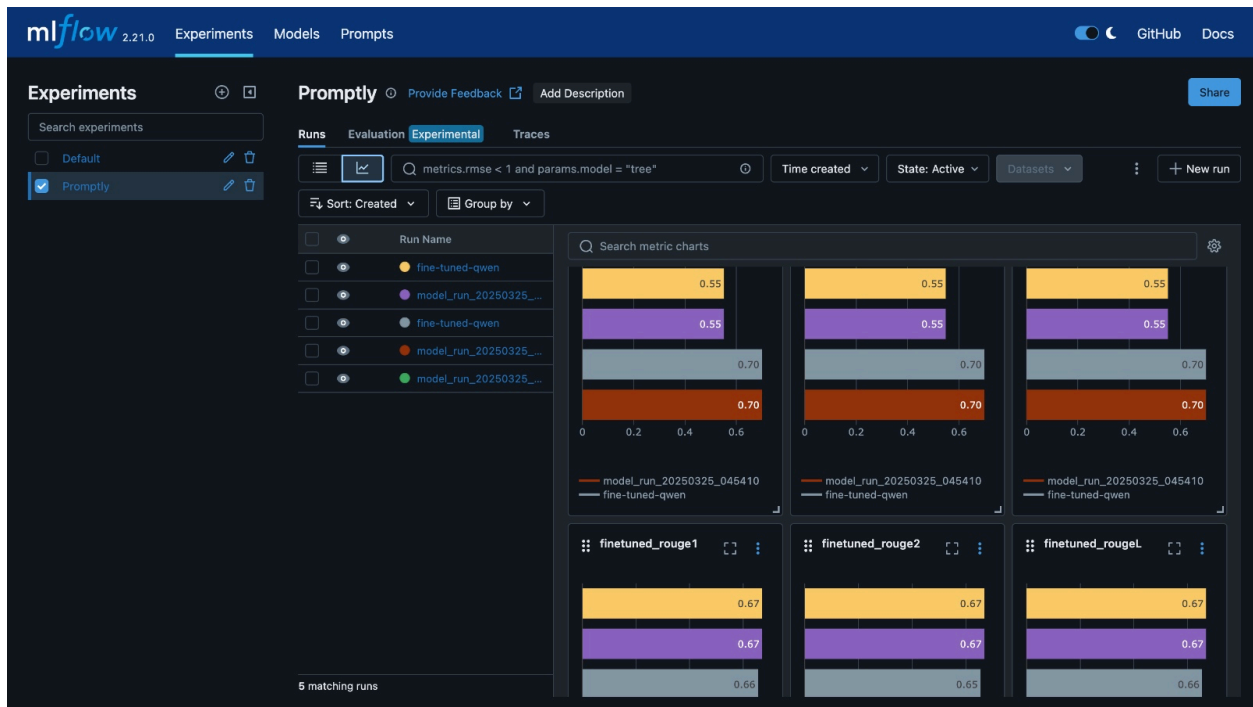 mlflow 2.21.0 Experiments Models Prompts GitHub Docs
Experiments
Search experiments
Default
Promptly
Promptly Provide Feedback Add Description Share
Runs Evaluation Experimental Traces
metrics.rmse < 1 and params.model = "tree" Time created State: Active Datasets New run
Sort: Created Group by
Run Name
fine-tuned-qwen
model_run_20250325_...
fine-tuned-qwen
model_run_20250325_...
model_run_20250325_...
5 matching runs
Search metric charts
0.55 0.55 0.55
0.55 0.55 0.55
0.70 0.70 0.70
0.70 0.70 0.70
0 0.2 0.4 0.6 0 0.2 0.4 0.6 0 0.2 0.4 0.6
model_run_20250325_045410 model_run_20250325_045410 model_run_20250325_045410
fine-tuned-qwen fine-tuned-qwen fine-tuned-qwen
finetuned_rouge1 finetuned_rouge2 finetuned_rougeL
0.67 0.67 0.67
0.67 0.67 0.67
0.66 0.65 0.66